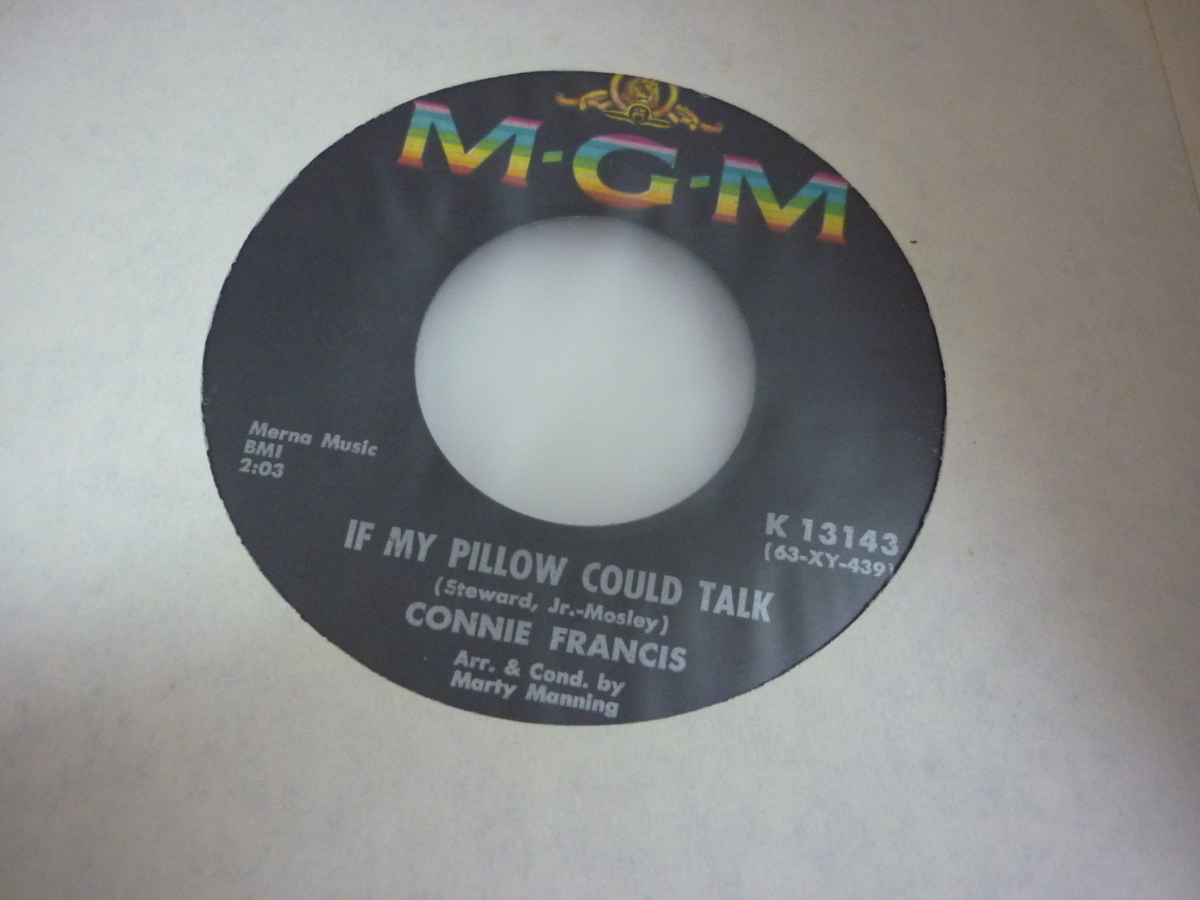 M-G-M
Merna Music
BMI
2:03
K 13143
(63-XY-439)
IF MY PILLOW COULD TALK
(Steward, Jr.-Mosley)
CONNIE FRANCIS
Arr. & Cond. by
Marty Manning